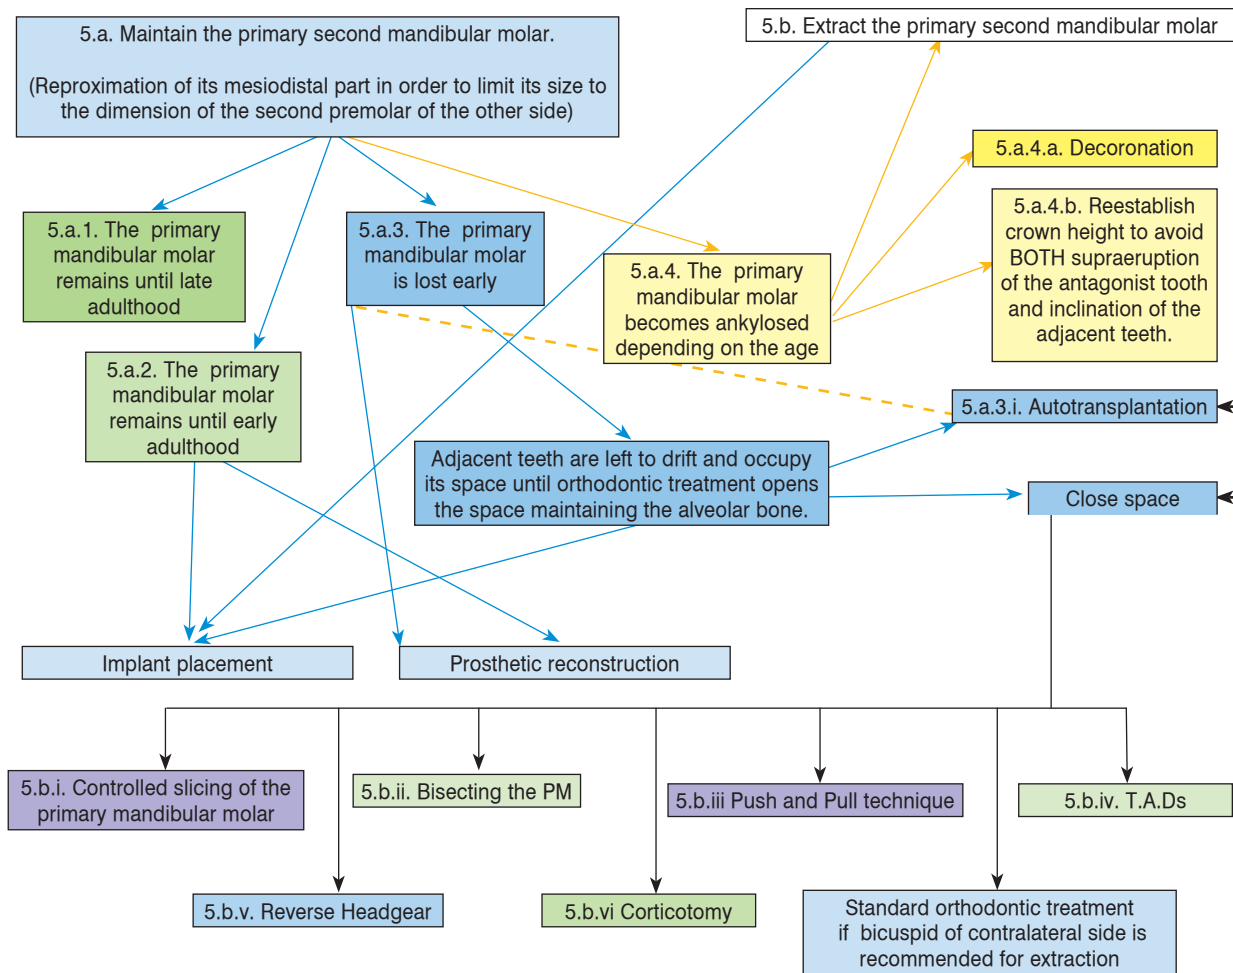 5.a. Maintain the primary second mandibular molar.
(Reproximation of its mesiodistal part in order to limit its size to
the dimension of the second premolar of the other side)
5.b. Extract the primary second mandibular molar
5.a.4.a. Decoronation
5.a.1. The primary
mandibular molar
remains until late
adulthood
5.a.3. The primary
mandibular molar
is lost early
5.a.4. The primary
mandibular molar
becomes ankylosed
depending on the age
5.a.4.b. Reestablish
crown height to avoid
BOTH supraeruption
of the antagonist tooth
and inclination of the
adjacent teeth.
5.a.2. The primary
mandibular molar
remains until early
adulthood
5.a.3.i. Autotransplantation
Adjacent teeth are left to drift and occupy
its space until orthodontic treatment opens
the space maintaining the alveolar bone.
Close space
Implant placement
Prosthetic reconstruction
5.b.i. Controlled slicing of the
primary mandibular molar
5.b.ii. Bisecting the PM
5.b.iii Push and Pull technique
5.b.iv. T.A.Ds
5.b.v. Reverse Headgear
5.b.vi Corticotomy
Standard orthodontic treatment
if bicuspid of contralateral side is
recommended for extraction